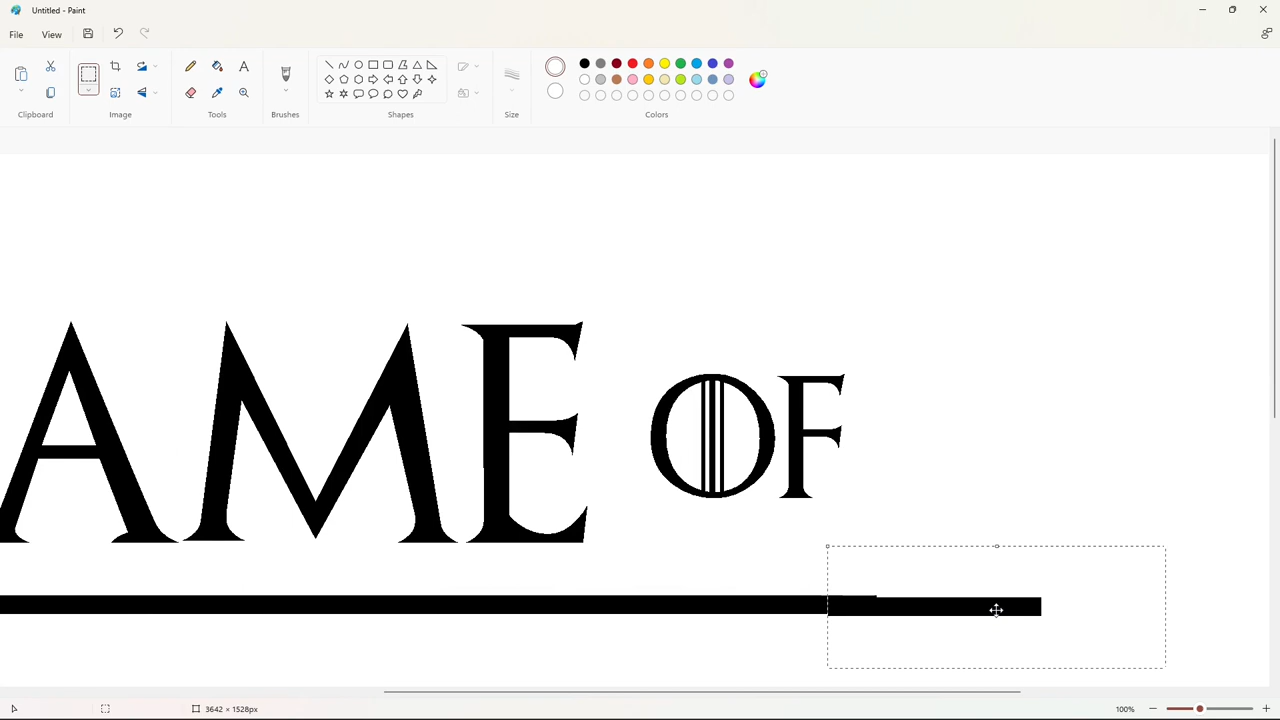 Untitled - Paint
File View
Clipboard Image Tools Brushes Shapes Size Colors
AME OF
3642 × 1528px 100%